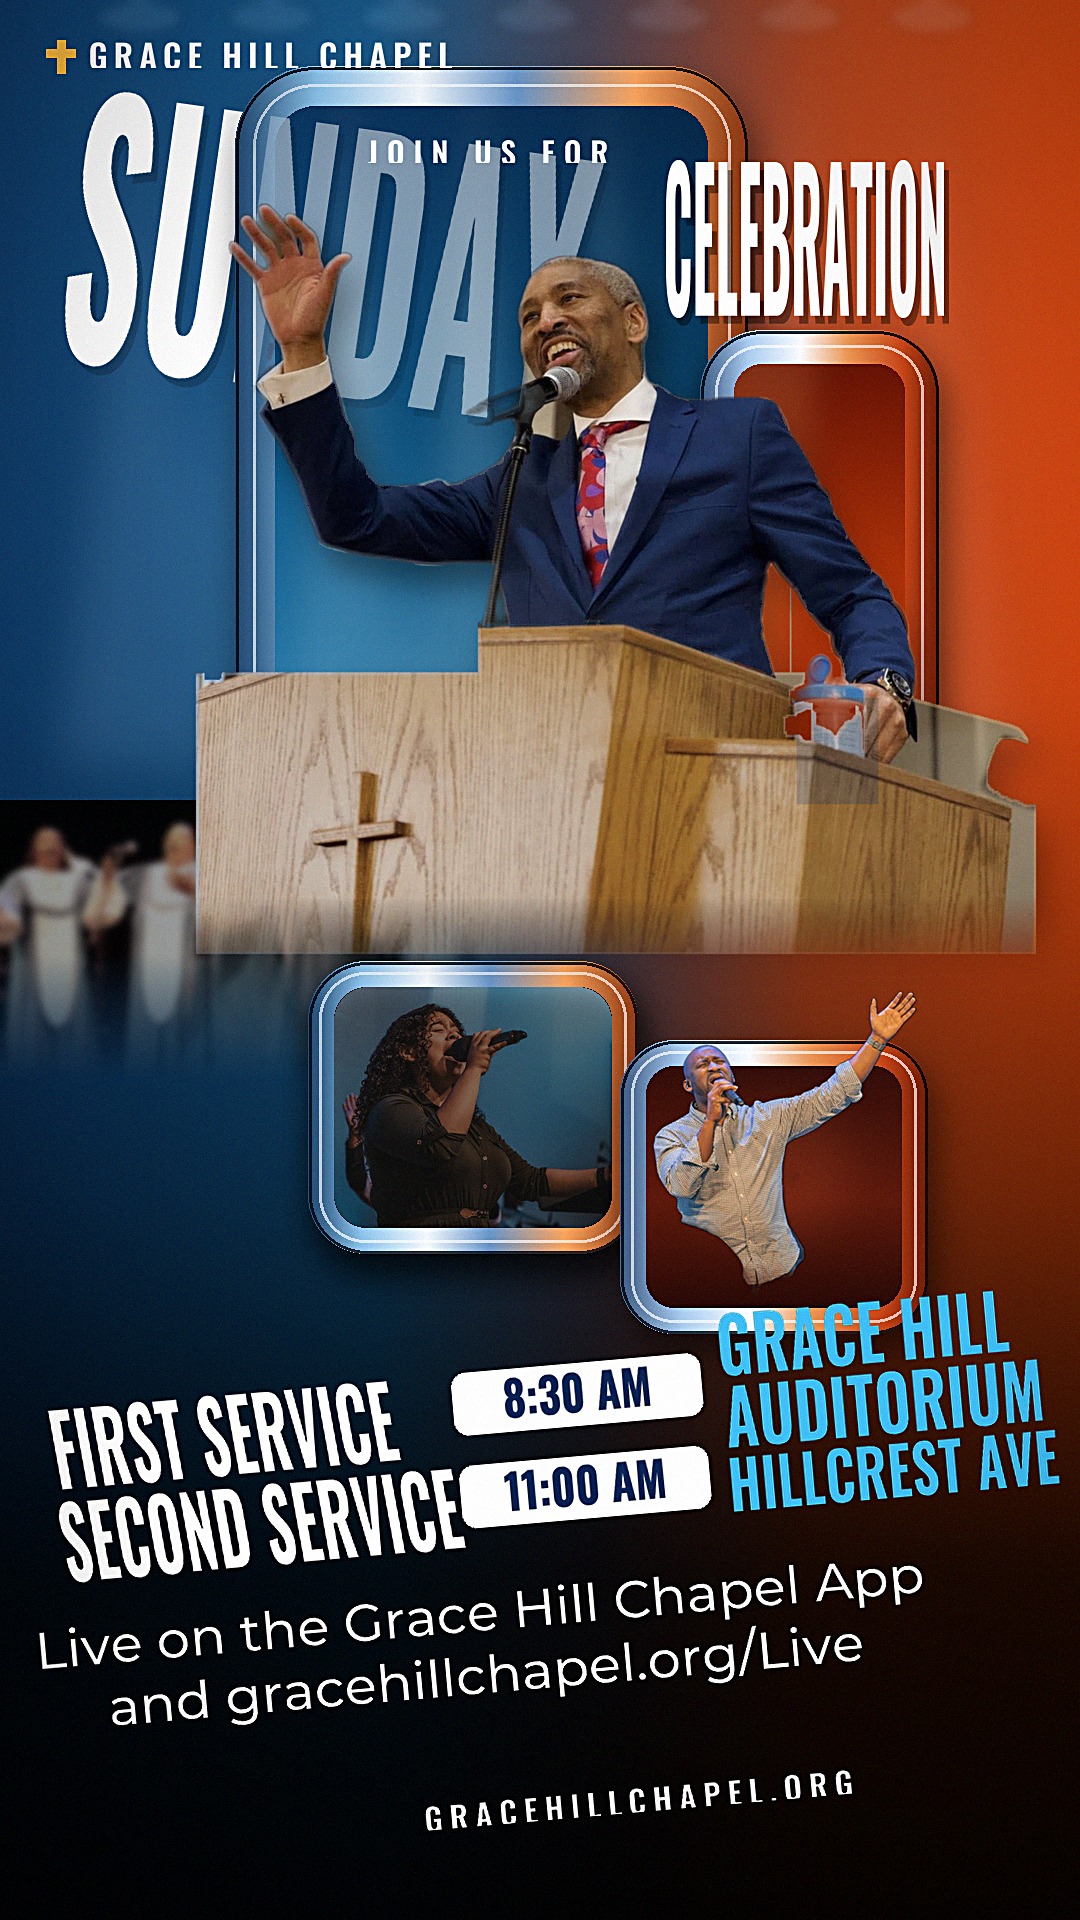 GRACE HILL CHAPEL
JOIN US FOR
SUNDAY
CELEBRATION
FIRST SERVICE
8:30 AM
SECOND SERVICE
11:00 AM
GRACE HILL
AUDITORIUM
HILLCREST AVE
Live on the Grace Hill Chapel App
and gracehillchapel.org/Live
GRACEHILLCHAPEL.ORG